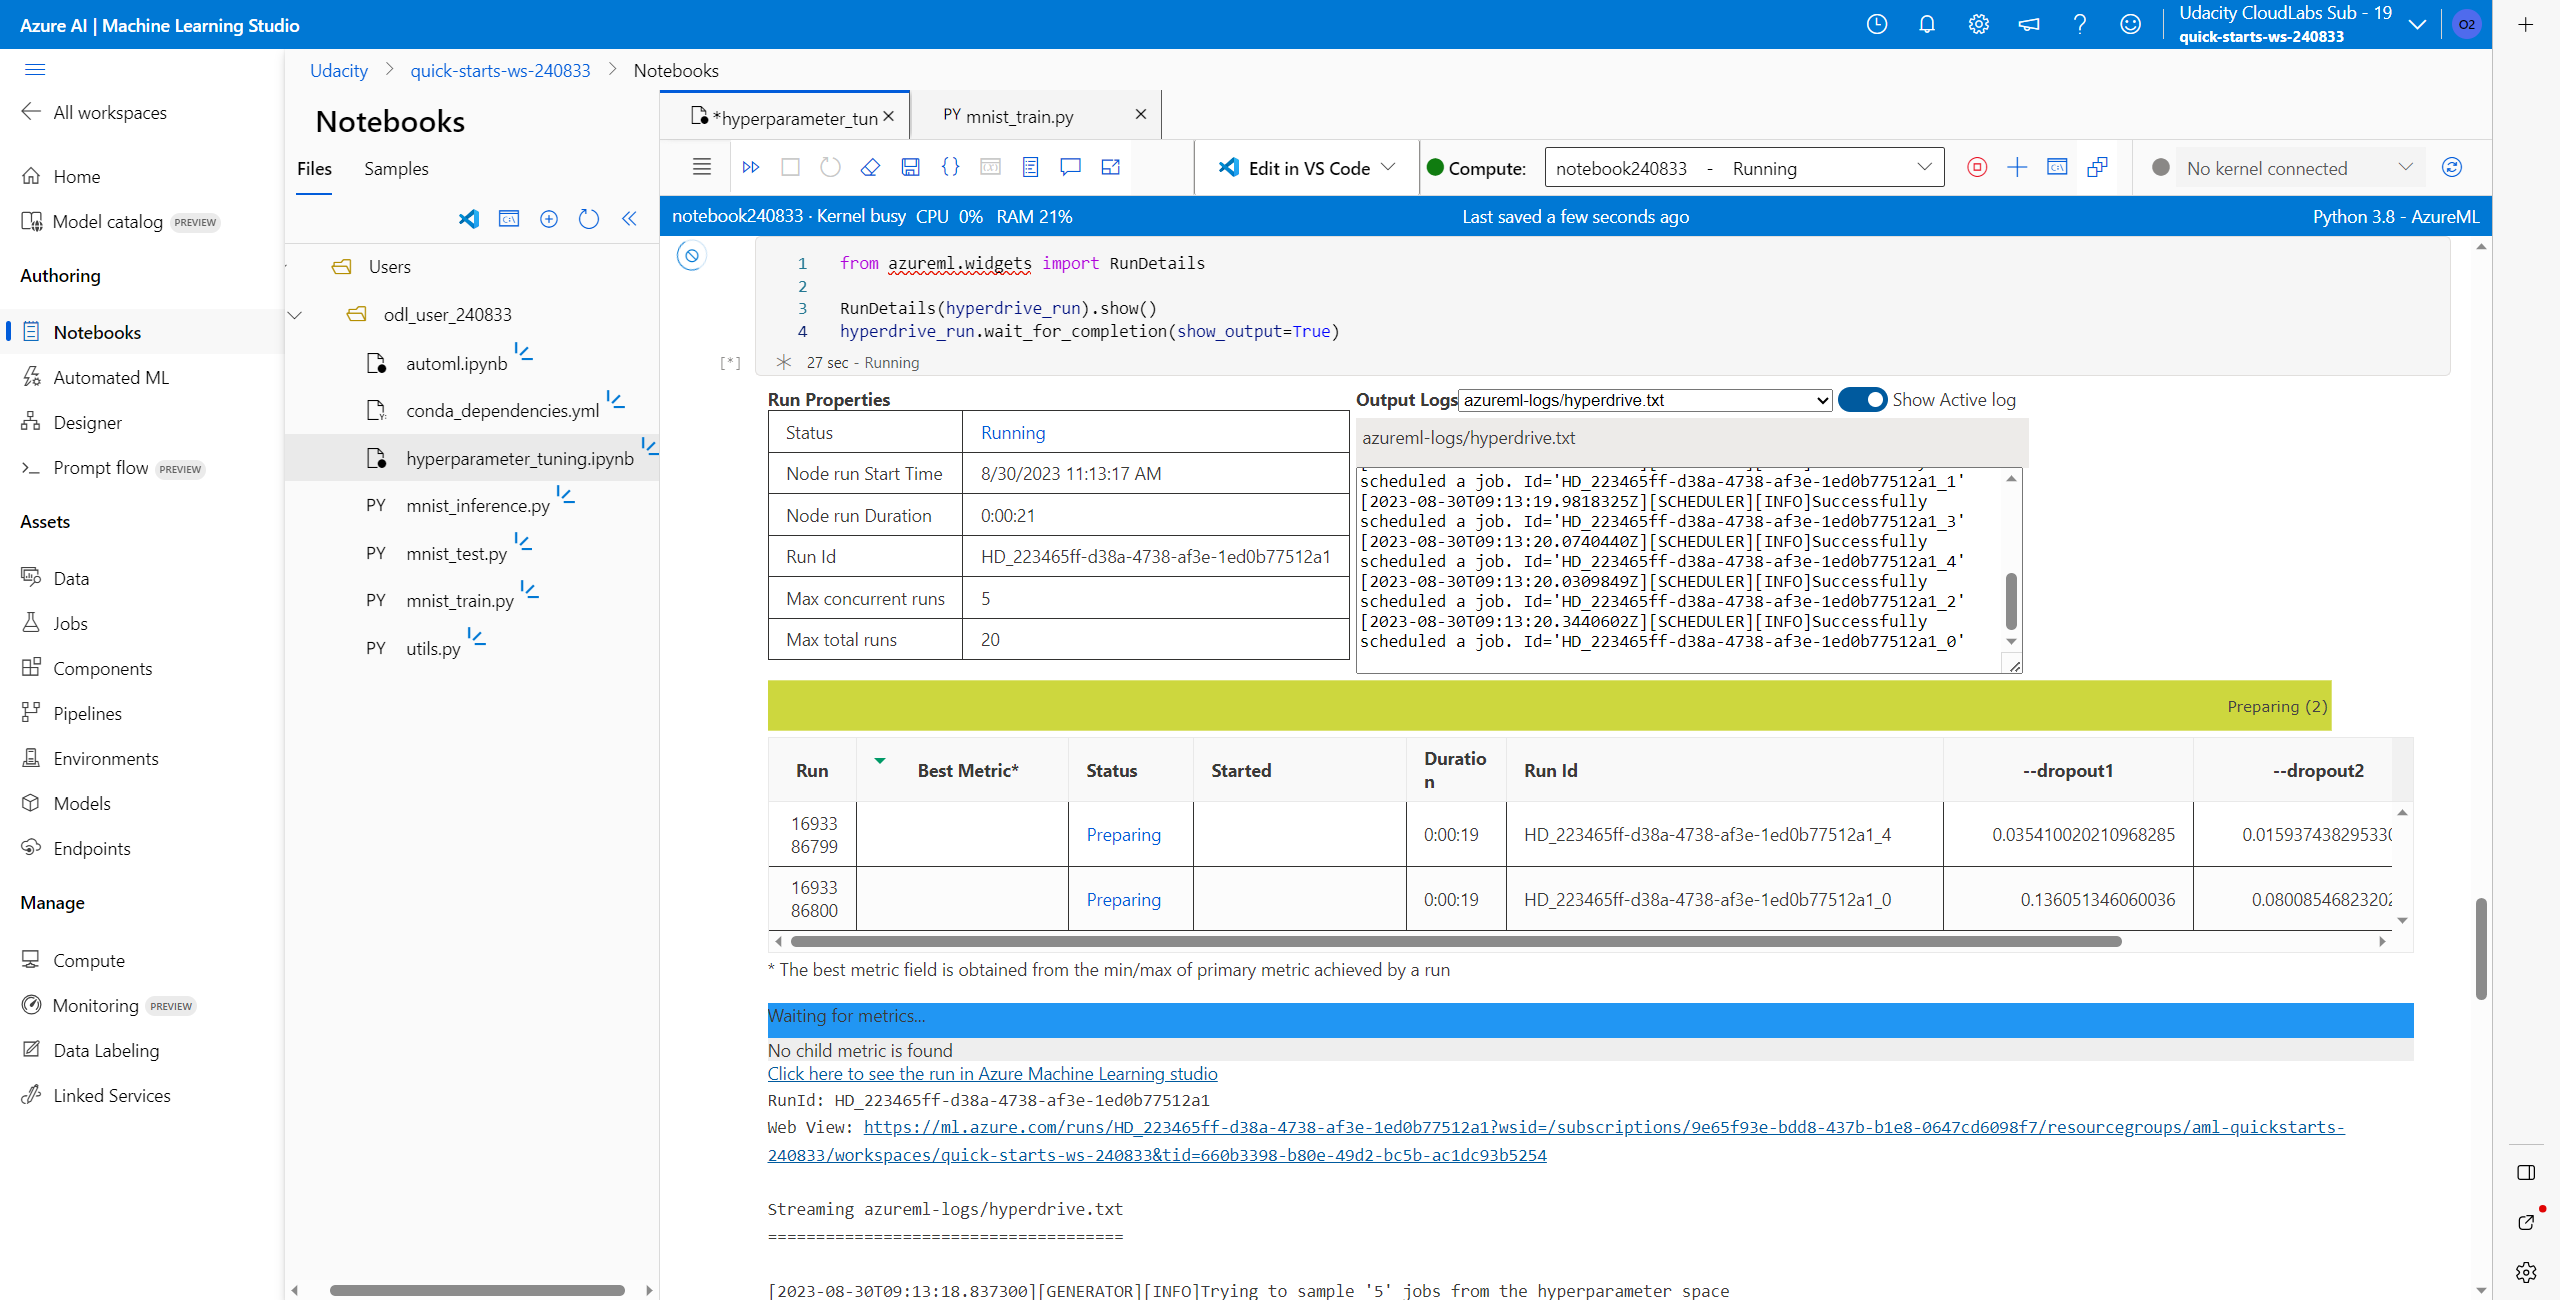 Azure AI | Machine Learning Studio
Udacity CloudLabs Sub - 19
quick-starts-ws-240833
O2
All workspaces
Home
Model catalog PREVIEW
Authoring
Notebooks
Automated ML
Designer
Prompt flow PREVIEW
Assets
Data
Jobs
Components
Pipelines
Environments
Models
Endpoints
Manage
Compute
Monitoring PREVIEW
Data Labeling
Linked Services
Udacity > quick-starts-ws-240833 > Notebooks
Notebooks
Files Samples
Users
odl_user_240833
automl.ipynb
conda_dependencies.yml
hyperparameter_tuning.ipynb
PY mnist_inference.py
PY mnist_test.py
PY mnist_train.py
PY utils.py
*hyperparameter_tun
PY mnist_train.py
Edit in VS Code
Compute: notebook240833 - Running
No kernel connected
notebook240833 · Kernel busy CPU 0% RAM 21%
Last saved a few seconds ago
Python 3.8 - AzureML
1 from azureml.widgets import RunDetails
2
3 RunDetails(hyperdrive_run).show()
4 hyperdrive_run.wait_for_completion(show_output=True)
[*] 27 sec - Running
Run Properties
Status Running
Node run Start Time 8/30/2023 11:13:17 AM
Node run Duration 0:00:21
Run Id HD_223465ff-d38a-4738-af3e-1ed0b77512a1
Max concurrent runs 5
Max total runs 20
Output Logs azureml-logs/hyperdrive.txt Show Active log
azureml-logs/hyperdrive.txt
scheduled a job. Id='HD_223465ff-d38a-4738-af3e-1ed0b77512a1_1'
[2023-08-30T09:13:19.9818325Z][SCHEDULER][INFO]Successfully
scheduled a job. Id='HD_223465ff-d38a-4738-af3e-1ed0b77512a1_3'
[2023-08-30T09:13:20.0740440Z][SCHEDULER][INFO]Successfully
scheduled a job. Id='HD_223465ff-d38a-4738-af3e-1ed0b77512a1_4'
[2023-08-30T09:13:20.0309849Z][SCHEDULER][INFO]Successfully
scheduled a job. Id='HD_223465ff-d38a-4738-af3e-1ed0b77512a1_2'
[2023-08-30T09:13:20.3440602Z][SCHEDULER][INFO]Successfully
scheduled a job. Id='HD_223465ff-d38a-4738-af3e-1ed0b77512a1_0'
Preparing (2)
Run Best Metric* Status Started Duratio
n Run Id --dropout1 --dropout2
16933
86799 Preparing 0:00:19 HD_223465ff-d38a-4738-af3e-1ed0b77512a1_4 0.035410020210968285 0.015937438295330
16933
86800 Preparing 0:00:19 HD_223465ff-d38a-4738-af3e-1ed0b77512a1_0 0.136051346060036 0.08008546823202
* The best metric field is obtained from the min/max of primary metric achieved by a run
Waiting for metrics...
No child metric is found
Click here to see the run in Azure Machine Learning studio
RunId: HD_223465ff-d38a-4738-af3e-1ed0b77512a1
Web View: https://ml.azure.com/runs/HD_223465ff-d38a-4738-af3e-1ed0b77512a1?wsid=/subscriptions/9e65f93e-bdd8-437b-b1e8-0647cd6098f7/resourcegroups/aml-quickstarts-
240833/workspaces/quick-starts-ws-240833&tid=660b3398-b80e-49d2-bc5b-ac1dc93b5254
Streaming azureml-logs/hyperdrive.txt
=====================================
[2023-08-30T09:13:18.837300][GENERATOR][INFO]Trying to sample '5' jobs from the hyperparameter space